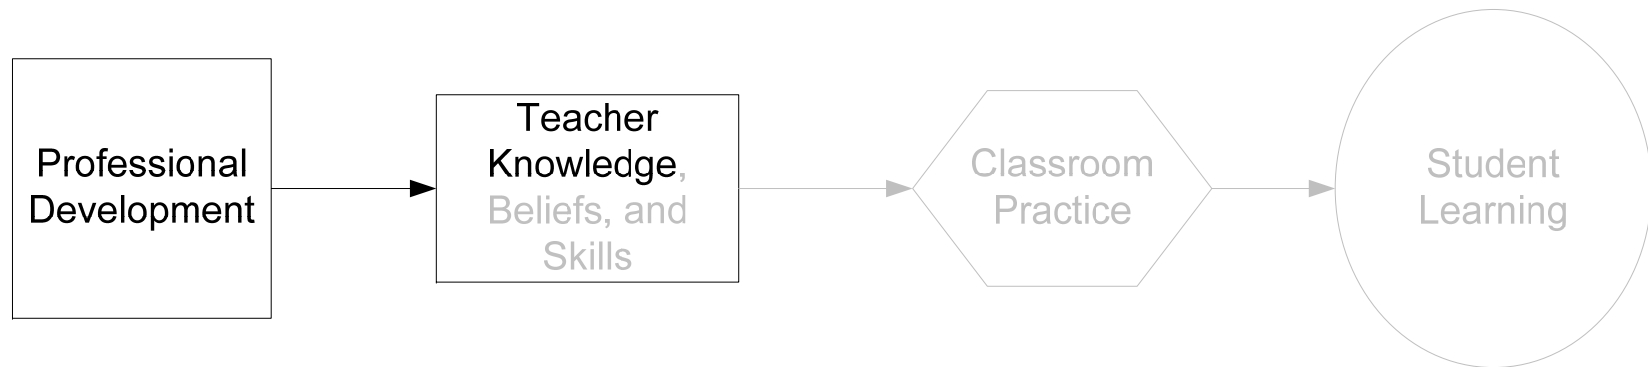 Professional
Development
Teacher
Knowledge,
Beliefs, and
Skills
Classroom
Practice
Student
Learning